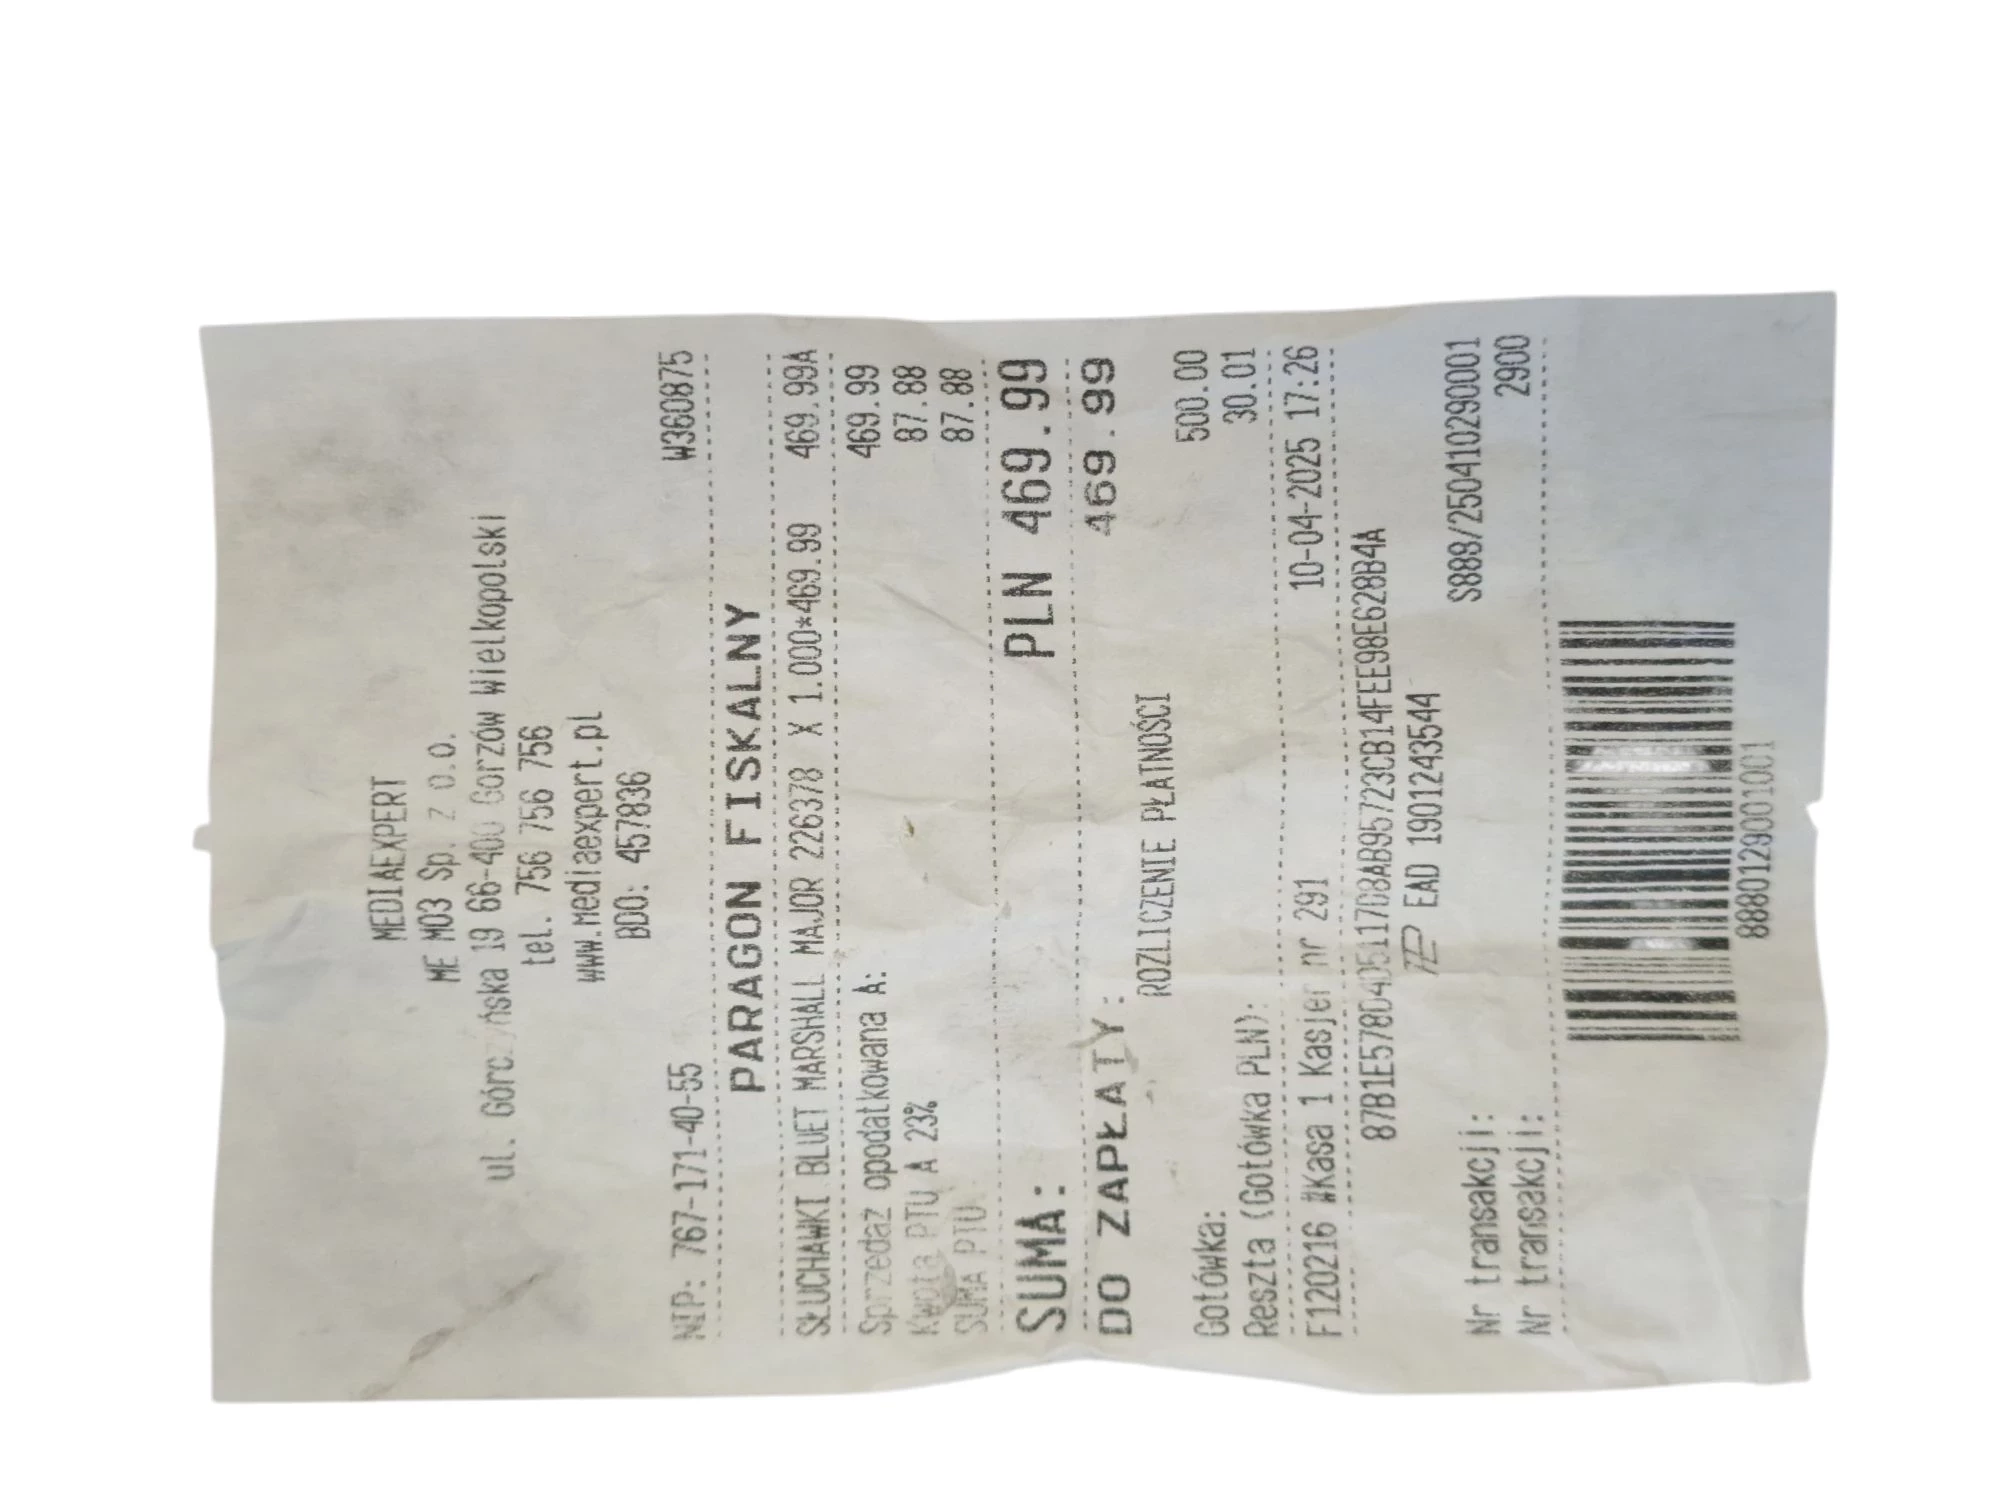 MEDIAEXPERT
ME M03 Sp. z o.o.
ul. Górczyńska 19 66-400 Gorzów Wielkopolski
tel. 756 756 756
www.mediaexpert.pl
BDO: 457836
NIP: 767-171-40-55 W360875
PARAGON FISKALNY
SŁUCHAWKI BLUET MARSHALL MAJOR 226378 X 1.000*469.99 469.99A
Sprzedaż opodatkowana A: 469.99
Kwota PTU A 23% 87.88
SUMA PTU 87.88
SUMA: PLN 469.99
DO ZAPŁATY: 469.99
ROZLICZENIE PŁATNOŚCI
Gotówka: 500.00
Reszta (Gotówka PLN): 30.01
F120216 #Kasa 1 Kasjer nr 291 10-04-2025 17:26
87B1E578D4D5117D8AB95723CB14FEE98E628B4A
EAD 1901243544
Nr transakcji: S888/250410290001
Nr transakcji: 2900
88801290001001